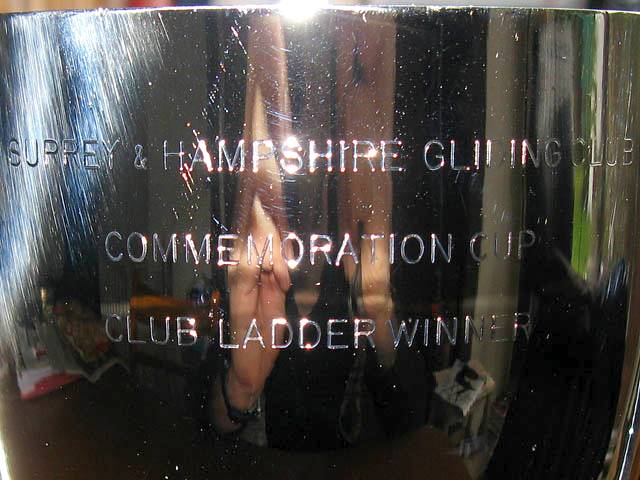 SURREY & HAMPSHIRE GLIDING CLUB
COMMEMORATION CUP
CLUB LADDER WINNER